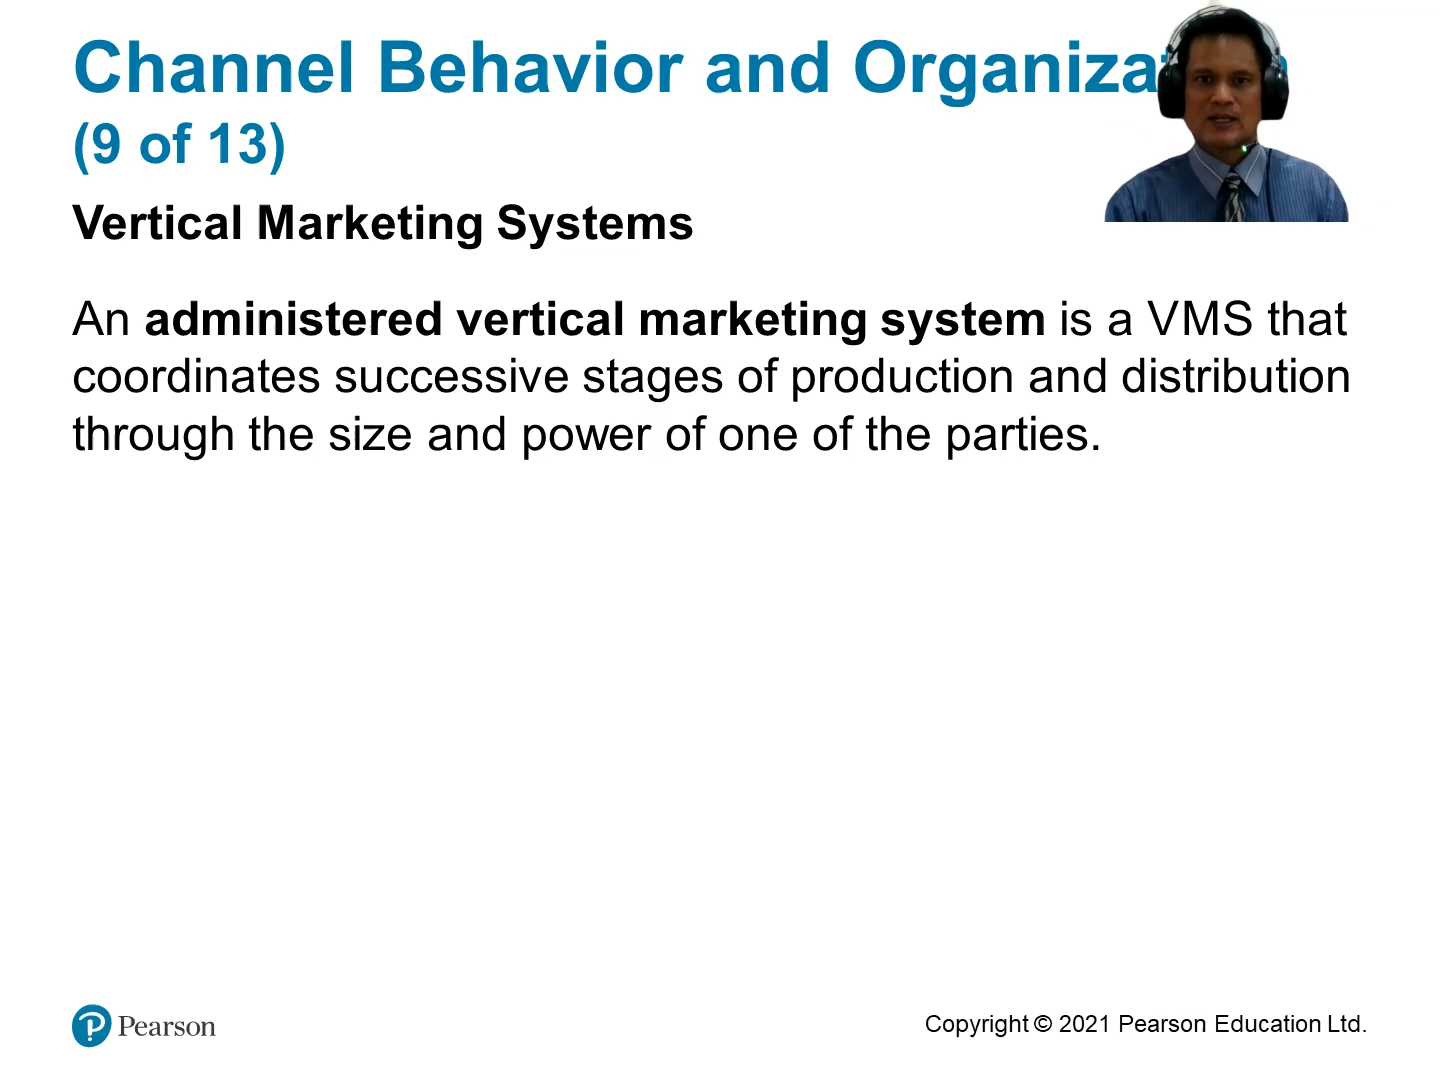 Channel Behavior and Organiza
(9 of 13)
Vertical Marketing Systems
An administered vertical marketing system is a VMS that
coordinates successive stages of production and distribution
through the size and power of one of the parties.
Pearson
Copyright © 2021 Pearson Education Ltd.